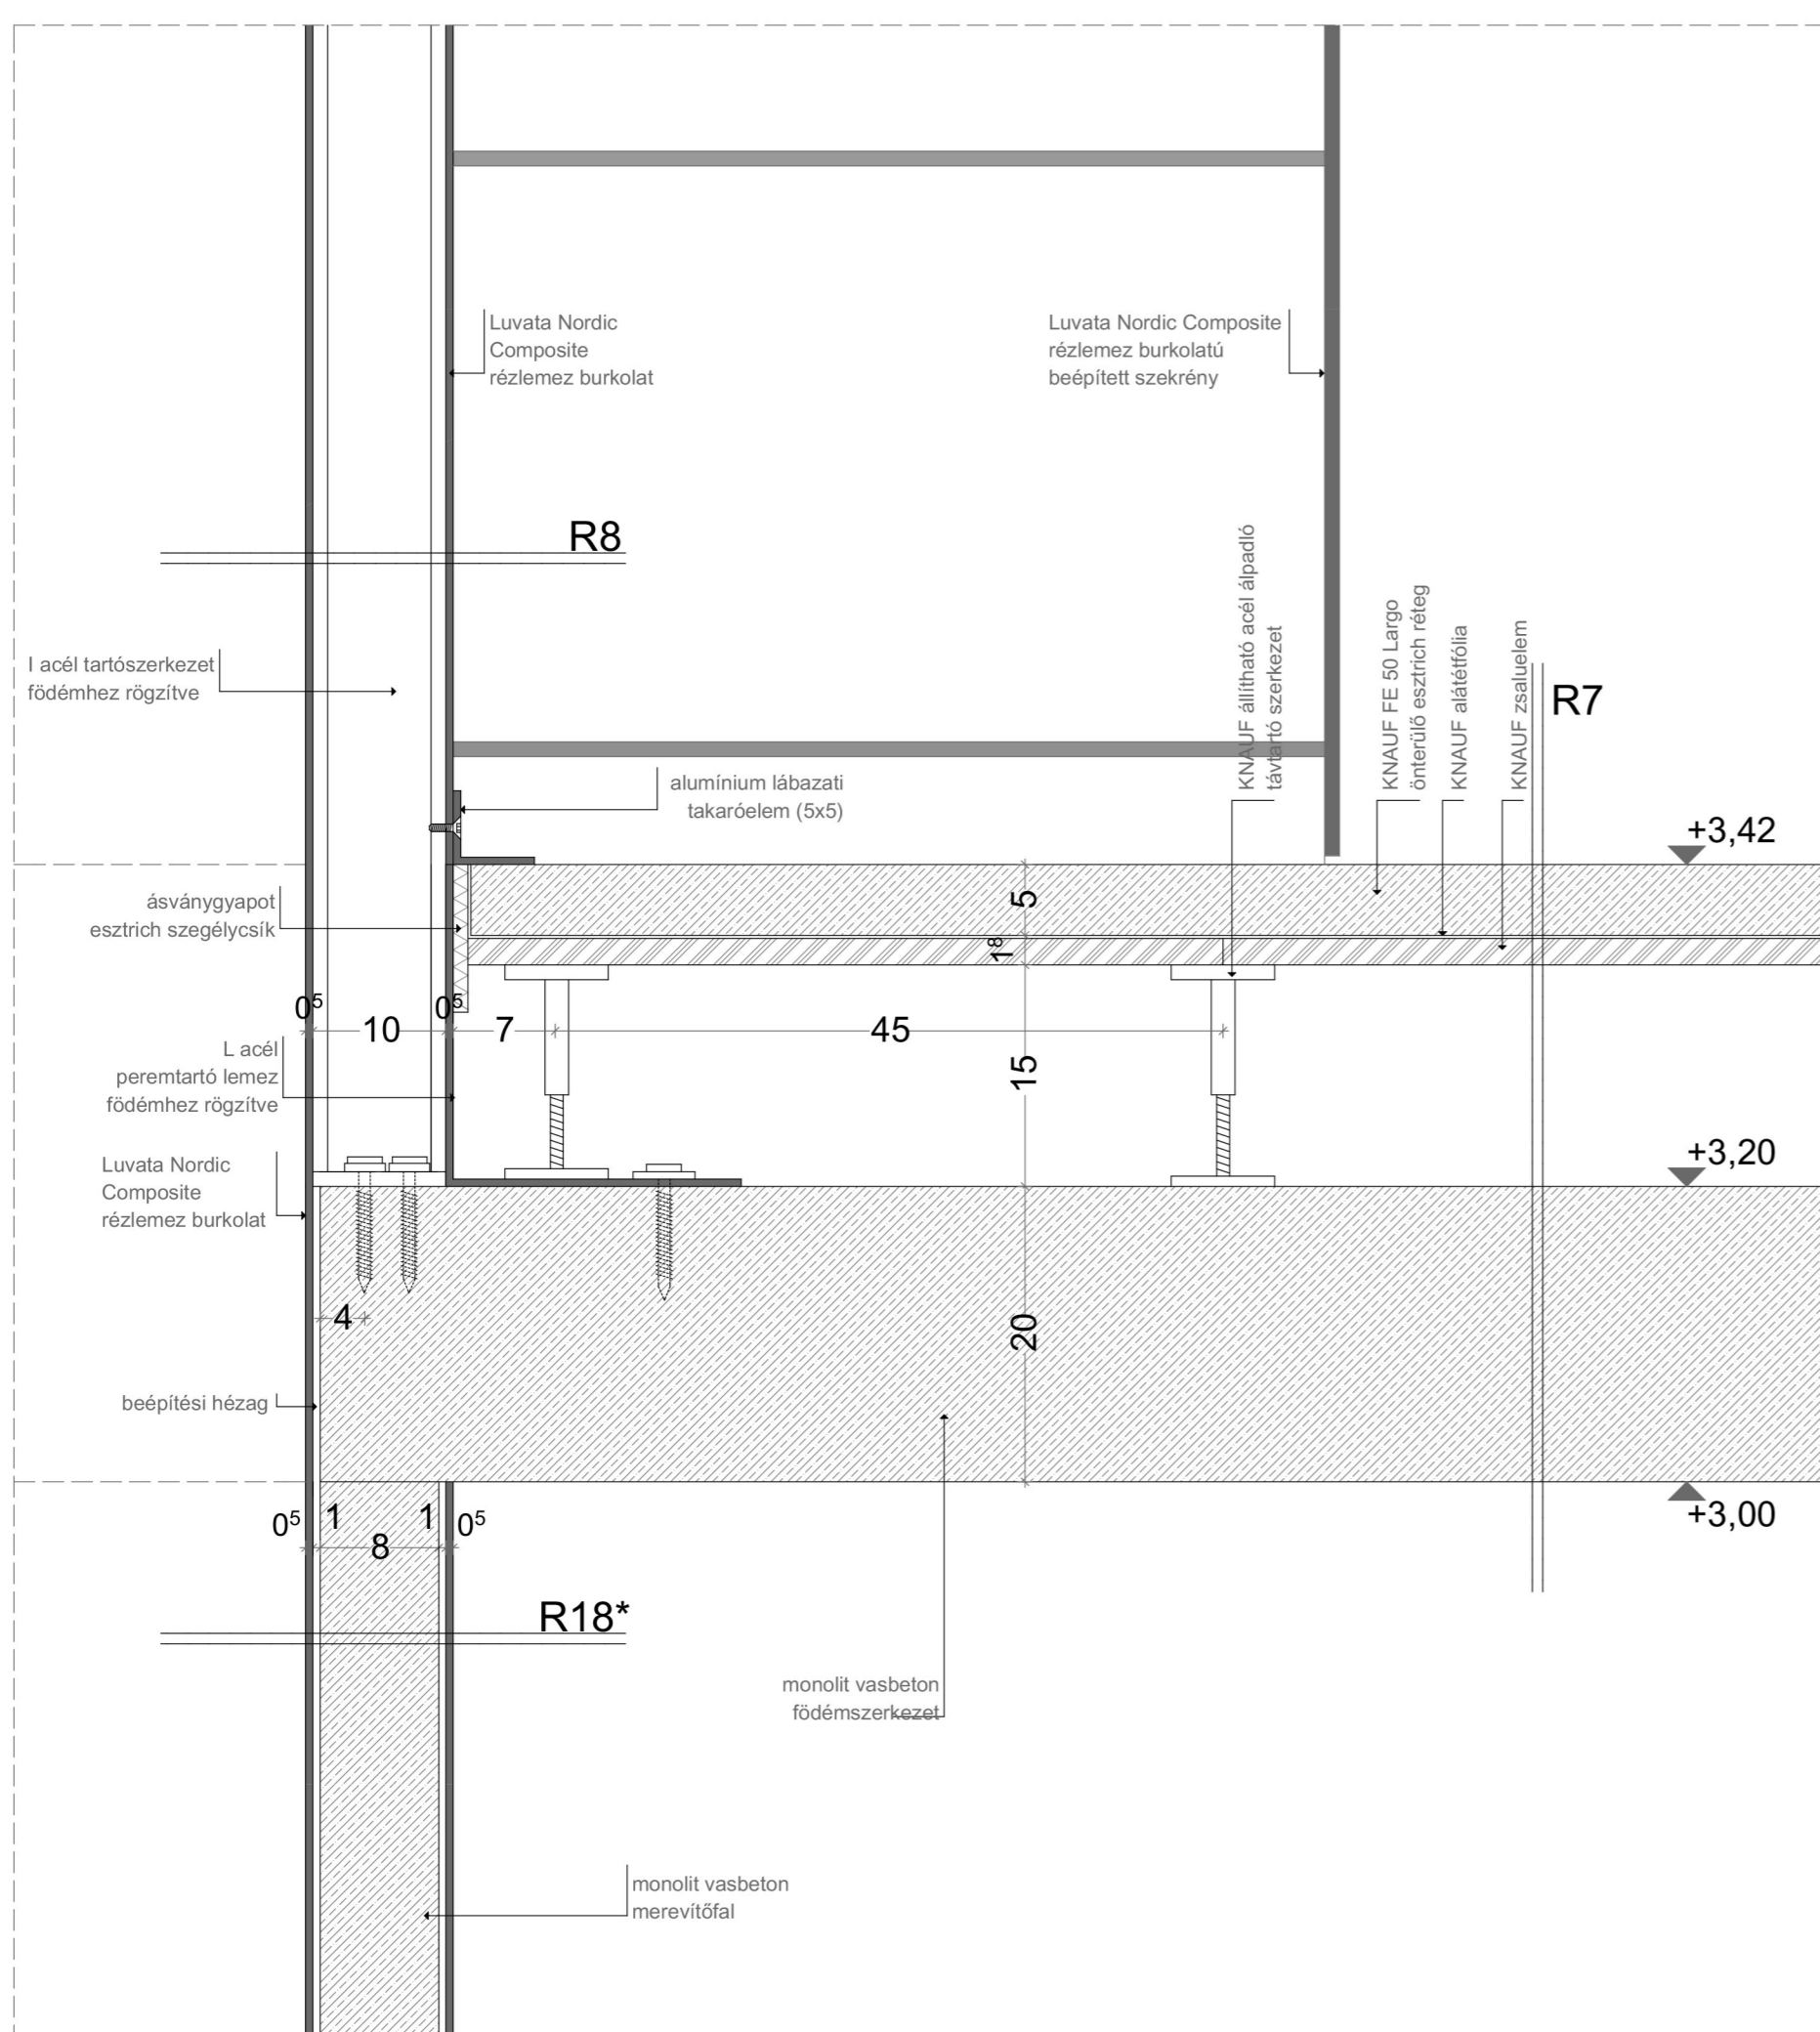 Luvata Nordic
Composite
rézlemez burkolat
Luvata Nordic Composite
rézlemez burkolatú
beépített szekrény
R8
I acél tartószerkezet
födémhez rögzítve
KNAUF állítható acél álpadló
távtartó szerkezet
KNAUF FE 50 Largo
önterülő esztrich réteg
KNAUF alátétfólia
KNAUF zsaluelem
R7
alumínium lábazati
takaróelem (5x5)
+3,42
ásványgyapot
esztrich szegélycsík
5
1⁸
0⁵
10
0⁵
7
45
15
L acél
peremtartó lemez
födémhez rögzítve
Luvata Nordic
Composite
rézlemez burkolat
+3,20
4
20
beépítési hézag
+3,00
0⁵
1
8
1
0⁵
R18*
monolit vasbeton
födémszerkezet
monolit vasbeton
merevítőfal